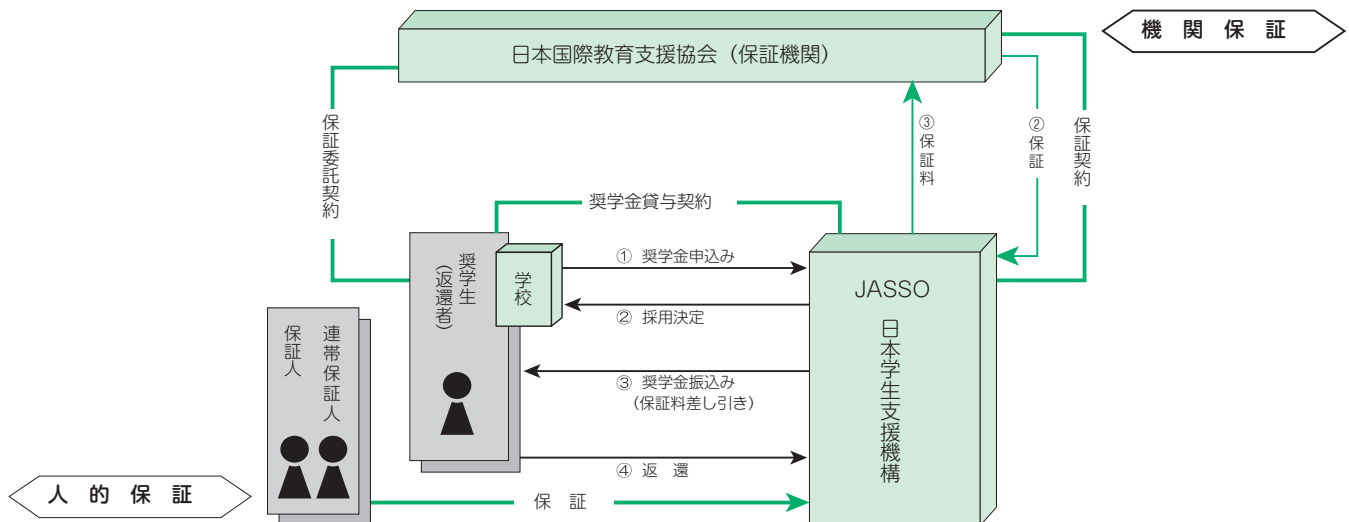 機関保証
日本国際教育支援協会（保証機関）
保証委託契約
③保証料
②保証
保証契約
奨学金貸与契約
奨学生
（返還者）
学校
① 奨学金申込み
② 採用決定
③ 奨学金振込み
（保証料差し引き）
④ 返　還
JASSO
日本学生支援機構
連帯保証人
保証人
人的保証
保　証